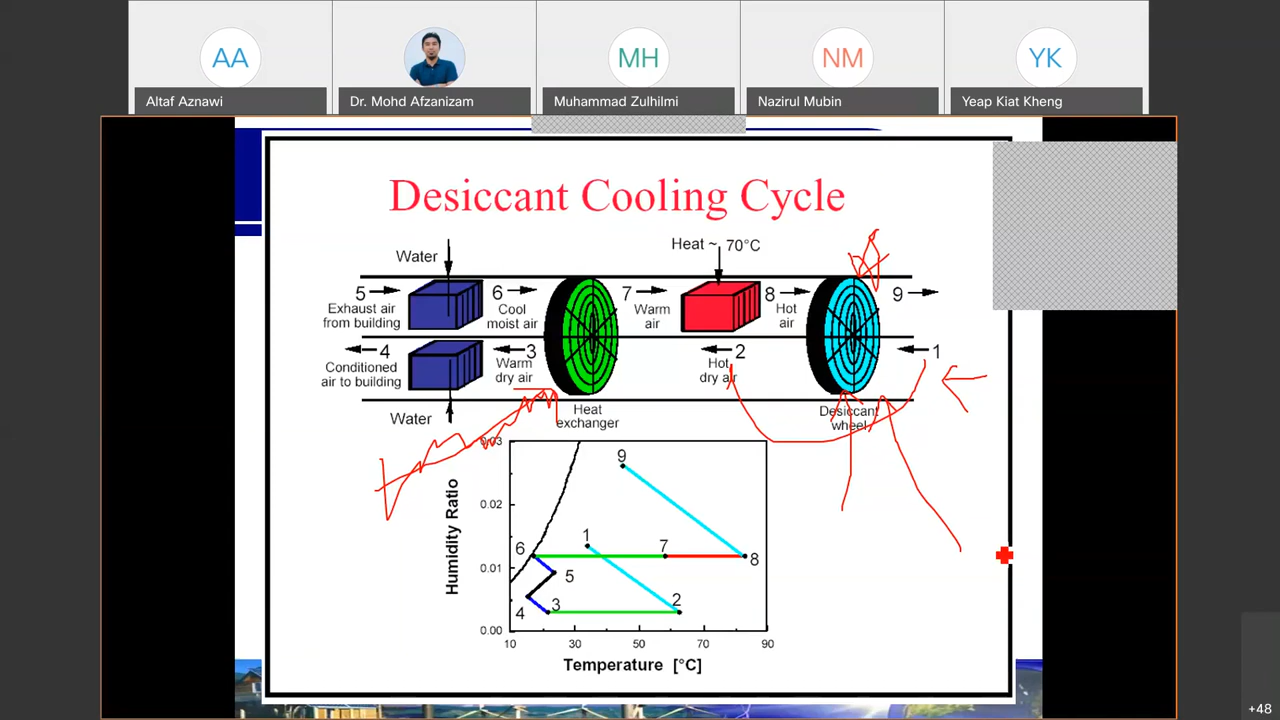 AA
MH
NM
YK
Altaf Aznawi
Dr. Mohd Afzanizam
Muhammad Zulhilmi
Nazirul Mubin
Yeap Kiat Kheng
Desiccant Cooling Cycle
Water
Heat ~ 70°C
5
6
7
8
9
Exhaust air
from building
Cool
moist air
Warm
air
Hot
air
4
3
2
1
Conditioned
air to building
Warm
dry air
Hot
dry air
Water
Heat
exchanger
Desiccant
wheel
0.03
0.02
0.01
0.00
Humidity Ratio
9
1
6
7
8
5
4
3
2
10
30
50
70
90
Temperature [°C]
+48